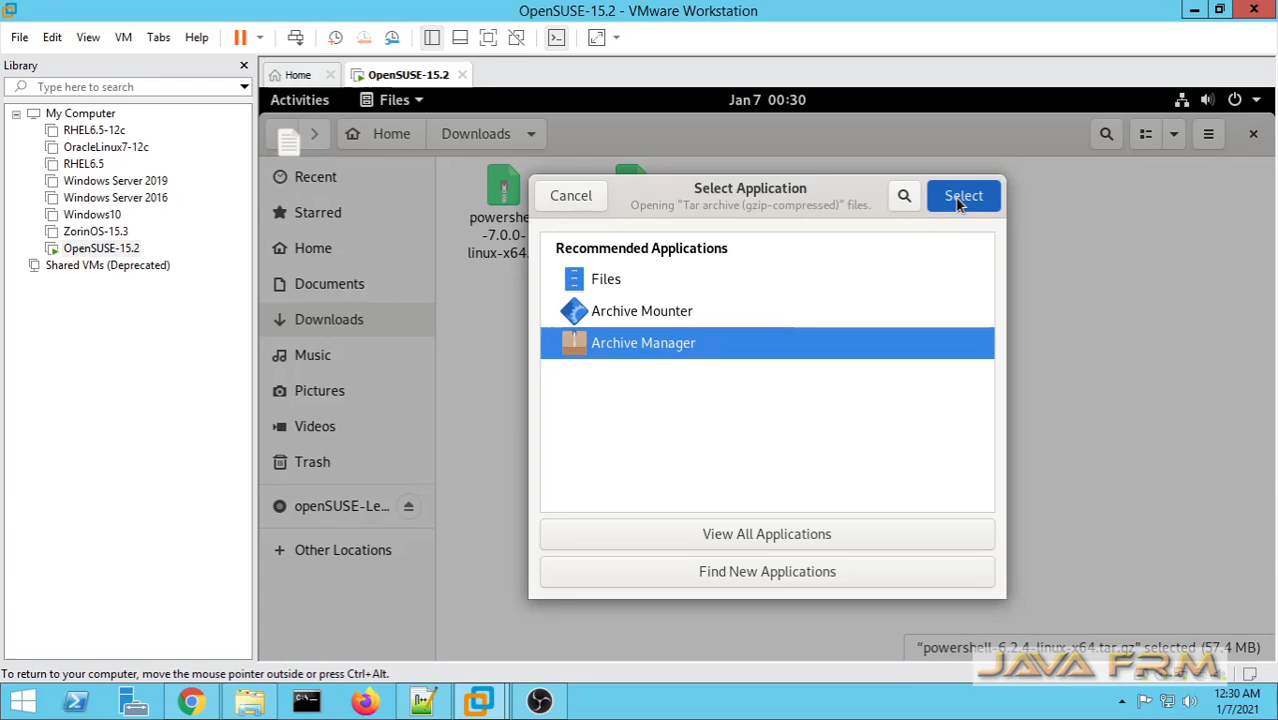 OpenSUSE-15.2 - VMware Workstation
File Edit View VM Tabs Help
Library
Type here to search
My Computer
RHEL6.5-12c
OracleLinux7-12c
RHEL6.5
Windows Server 2019
Windows Server 2016
Windows10
ZorinOS-15.3
OpenSUSE-15.2
Shared VMs (Deprecated)
Home OpenSUSE-15.2
Activities Files Jan 7 00:30
Home Downloads
Recent
Starred
Home
Documents
Downloads
Music
Pictures
Videos
Trash
openSUSE-Le...
+ Other Locations
powershell
-7.0.0-
linux-x64.
Cancel Select Application Select
Opening "Tar archive (gzip-compressed)" files.
Recommended Applications
Files
Archive Mounter
Archive Manager
View All Applications
Find New Applications
"powershell-6.2.4-linux-x64.tar.gz" selected (57.4 MB)
JAVA FRM
To return to your computer, move the mouse pointer outside or press Ctrl+Alt.
12:30 AM
1/7/2021